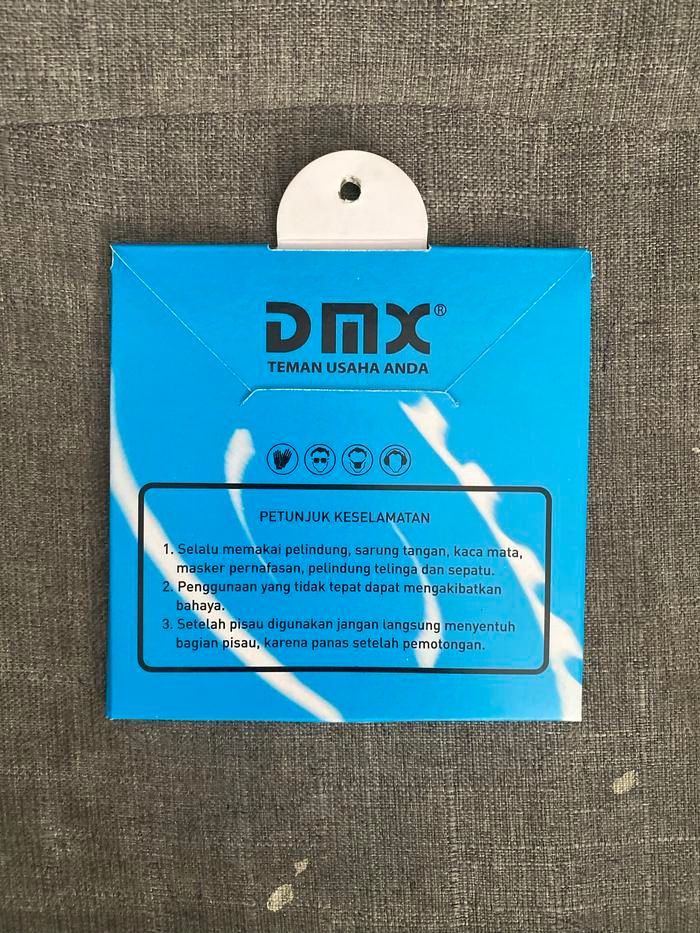 DMX®
TEMAN USAHA ANDA
PETUNJUK KESELAMATAN
1. Selalu memakai pelindung, sarung tangan, kaca mata,
masker pernafasan, pelindung telinga dan sepatu.
2. Penggunaan yang tidak tepat dapat mengakibatkan
bahaya.
3. Setelah pisau digunakan jangan langsung menyentuh
bagian pisau, karena panas setelah pemotongan.